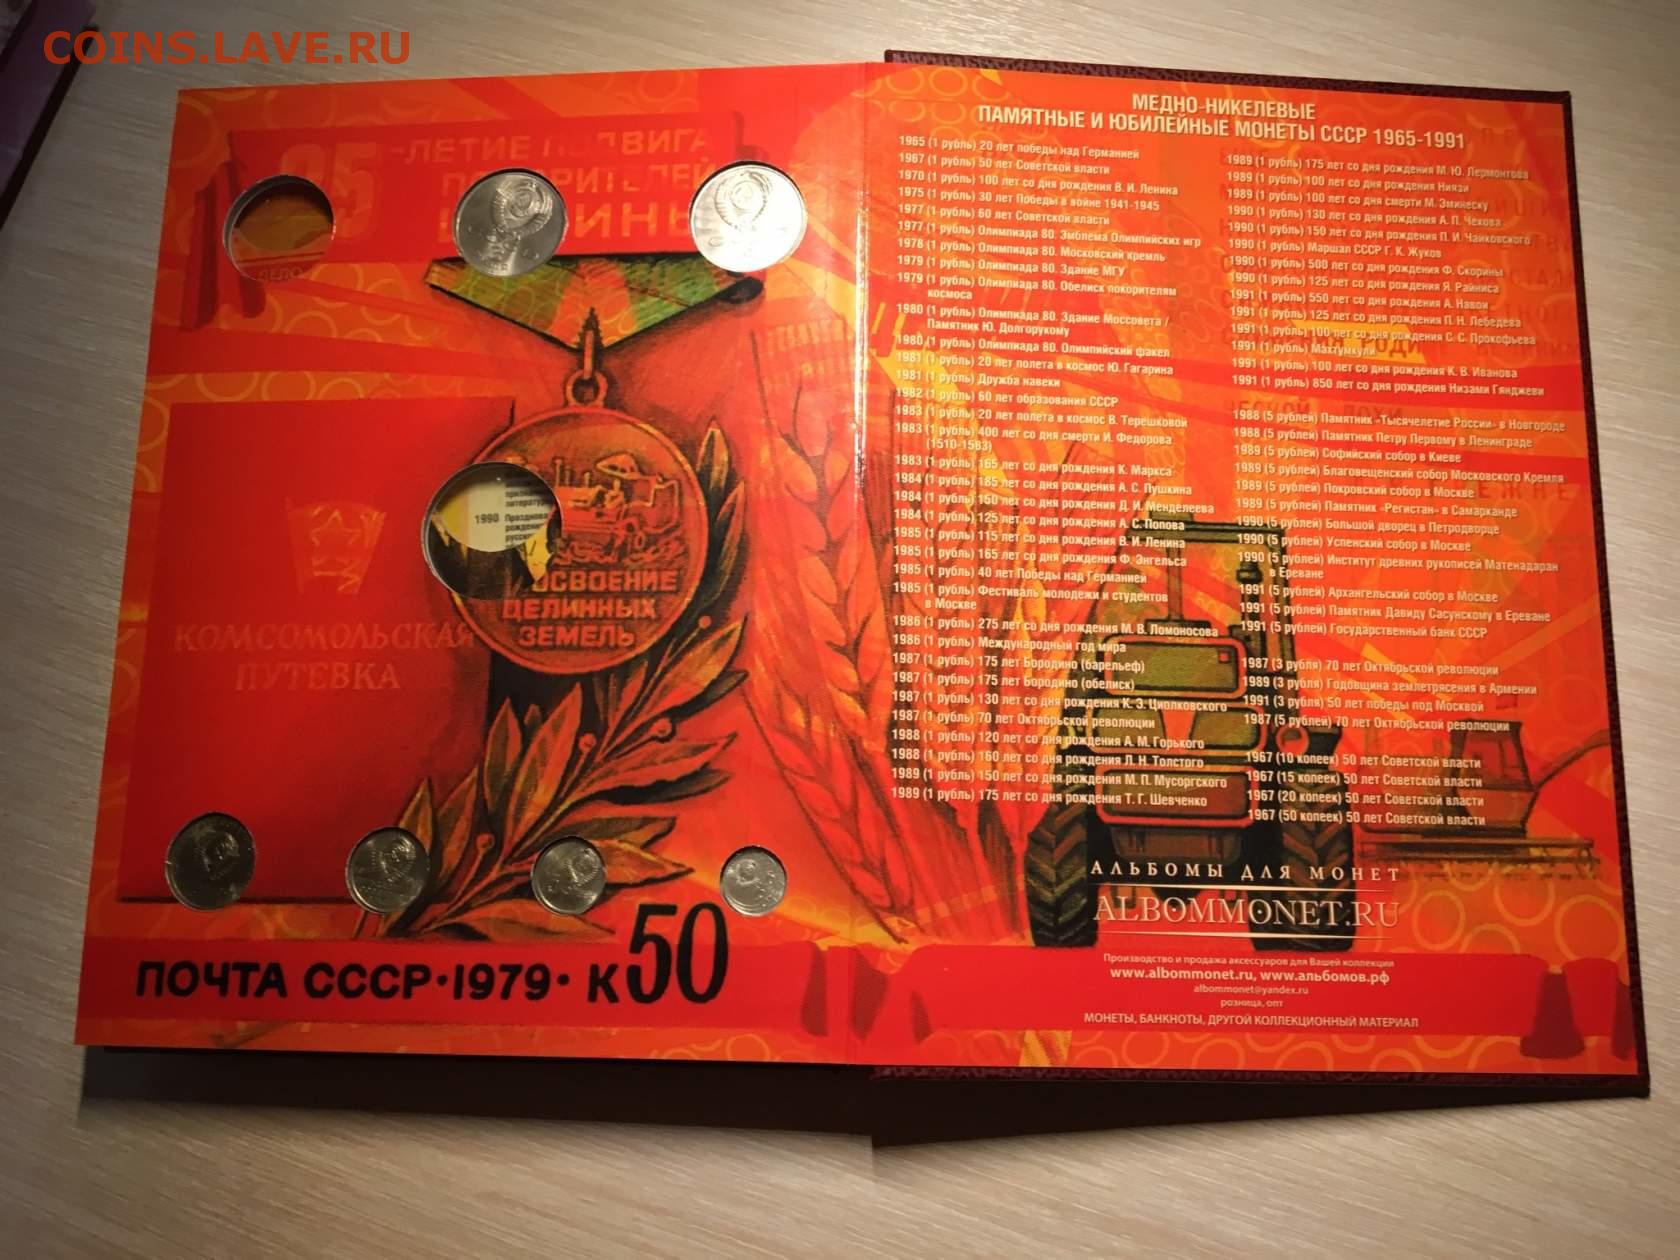 COINS.LAVE.RU
-ЛЕТИЕ
ДЕЛО
1990 Празднова
ОСВОЕНИЕ
ЦЕЛИННЫХ
ЗЕМЕЛЬ
КОМСОМОЛЬСКАЯ
ПУТЕВКА
ПОЧТА СССР·1979· К50
МЕДНО-НИКЕЛЕВЫЕ
ПАМЯТНЫЕ И ЮБИЛЕЙНЫЕ МОНЕТЫ СССР 1965-1991
1965 (1 рубль) 20 лет победы над Германией
1967 (1 рубль) 50 лет Советской власти
1970 (1 рубль) 100 лет со дня рождения В. И. Ленина
1975 (1 рубль) 30 лет Победы в войне 1941-1945
1977 (1 рубль) 60 лет Советской власти
1977 (1 рубль) Олимпиада 80. Эмблема Олимпийских игр
1978 (1 рубль) Олимпиада 80. Московский кремль
1979 (1 рубль) Олимпиада 80. Здание МГУ
1979 (1 рубль) Олимпиада 80. Обелиск покорителям
космоса
1980 (1 рубль) Олимпиада 80. Здание Моссовета /
Памятник Ю. Долгорукому
1980 (1 рубль) Олимпиада 80. Олимпийский факел
1981 (1 рубль) 20 лет полета в космос Ю. Гагарина
1981 (1 рубль) Дружба навеки
1982 (1 рубль) 60 лет образования СССР
1983 (1 рубль) 20 лет полета в космос В. Терешковой
1983 (1 рубль) 400 лет со дня смерти И. Федорова
(1510-1583)
1983 (1 рубль) 165 лет со дня рождения К. Маркса
1984 (1 рубль) 185 лет со дня рождения А. С. Пушкина
1984 (1 рубль) 150 лет со дня рождения Д. И. Менделеева
1984 (1 рубль) 125 лет со дня рождения А. С. Попова
1985 (1 рубль) 115 лет со дня рождения В. И. Ленина
1985 (1 рубль) 165 лет со дня рождения Ф. Энгельса
1985 (1 рубль) 40 лет Победы над Германией
1985 (1 рубль) Фестиваль молодежи и студентов
в Москве
1986 (1 рубль) 275 лет со дня рождения М. В. Ломоносова
1986 (1 рубль) Международный год мира
1987 (1 рубль) 175 лет Бородино (барельеф)
1987 (1 рубль) 175 лет Бородино (обелиск)
1987 (1 рубль) 130 лет со дня рождения К. Э. Циолковского
1987 (1 рубль) 70 лет Октябрьской революции
1988 (1 рубль) 120 лет со дня рождения А. М. Горького
1988 (1 рубль) 160 лет со дня рождения Л. Н. Толстого
1989 (1 рубль) 150 лет со дня рождения М. П. Мусоргского
1989 (1 рубль) 175 лет со дня рождения Т. Г. Шевченко
1989 (1 рубль) 175 лет со дня рождения М. Ю. Лермонтова
1989 (1 рубль) 100 лет со дня рождения Ниязи
1989 (1 рубль) 100 лет со дня смерти М. Эминеску
1990 (1 рубль) 130 лет со дня рождения А. П. Чехова
1990 (1 рубль) 150 лет со дня рождения П. И. Чайковского
1990 (1 рубль) Маршал СССР Г. К. Жуков
1990 (1 рубль) 500 лет со дня рождения Ф. Скорины
1990 (1 рубль) 125 лет со дня рождения Я. Райниса
1991 (1 рубль) 550 лет со дня рождения А. Навои
1991 (1 рубль) 125 лет со дня рождения П. Н. Лебедева
1991 (1 рубль) 100 лет со дня рождения С. С. Прокофьева
1991 (1 рубль) Махтумкули
1991 (1 рубль) 100 лет со дня рождения К. В. Иванова
1991 (1 рубль) 850 лет со дня рождения Низами Гянджеви
1988 (5 рублей) Памятник «Тысячелетие России» в Новгороде
1988 (5 рублей) Памятник Петру Первому в Ленинграде
1989 (5 рублей) Софийский собор в Киеве
1989 (5 рублей) Благовещенский собор Московского Кремля
1989 (5 рублей) Покровский собор в Москве
1989 (5 рублей) Памятник «Регистан» в Самарканде
1990 (5 рублей) Большой дворец в Петродворце
1990 (5 рублей) Успенский собор в Москве
1990 (5 рублей) Институт древних рукописей Матенадаран
в Ереване
1991 (5 рублей) Архангельский собор в Москве
1991 (5 рублей) Памятник Давиду Сасунскому в Ереване
1991 (5 рублей) Государственный банк СССР
1987 (3 рубля) 70 лет Октябрьской революции
1989 (3 рубля) Годовщина землетрясения в Армении
1991 (3 рубля) 50 лет победы под Москвой
1987 (5 рублей) 70 лет Октябрьской революции
1967 (10 копеек) 50 лет Советской власти
1967 (15 копеек) 50 лет Советской власти
1967 (20 копеек) 50 лет Советской власти
1967 (50 копеек) 50 лет Советской власти
АЛЬБОМЫ ДЛЯ МОНЕТ
ALBOMMONET.RU
Производство и продажа аксессуаров для Вашей коллекции
www.albommonet.ru, www.альбомов.рф
albommonet@yandex.ru
розница, опт
МОНЕТЫ, БАНКНОТЫ, ДРУГОЙ КОЛЛЕКЦИОННЫЙ МАТЕРИАЛ